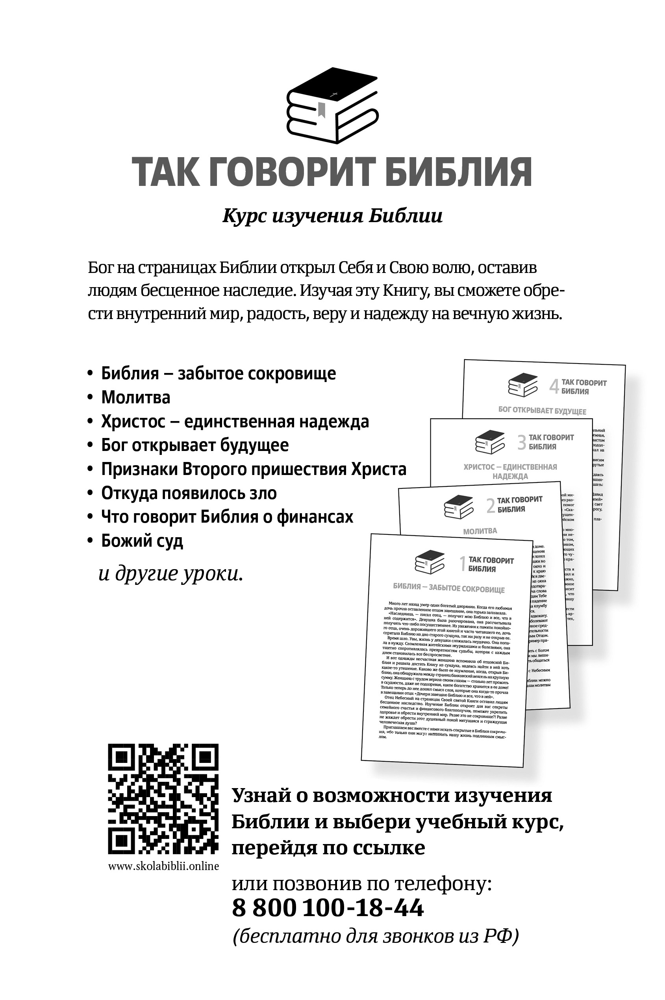 ТАК ГОВОРИТ БИБЛИЯ
Курс изучения Библии
Бог на страницах Библии открыл Себя и Свою волю, оставив
людям бесценное наследие. Изучая эту Книгу, вы сможете обре-
сти внутренний мир, радость, веру и надежду на вечную жизнь.
• Библия – забытое сокровище
• Молитва
• Христос – единственная надежда
• Бог открывает будущее
• Признаки Второго пришествия Христа
• Откуда появилось зло
• Что говорит Библия о финансах
• Божий суд
и другие уроки.
4 ТАК ГОВОРИТ
БИБЛИЯ
БОГ ОТКРЫВАЕТ БУДУЩЕЕ
3 ТАК ГОВОРИТ
БИБЛИЯ
ХРИСТОС – ЕДИНСТВЕННАЯ
НАДЕЖДА
2 ТАК ГОВОРИТ
БИБЛИЯ
МОЛИТВА
1 ТАК ГОВОРИТ
БИБЛИЯ
БИБЛИЯ – ЗАБЫТОЕ СОКРОВИЩЕ
Много лет назад умер один богатый дворянин. Когда его любимая
дочь прочла оставленное отцом завещание, она горько заплакала.
«Наследница, — писал отец, — получит мою Библию и все, что в
ней содержится». Девушка была разочарована, она рассчитывала
получить что-либо посущественнее. Из уважения к памяти покойно-
го отца, очень дорожившего этой книгой и часто читавшего ее, дочь
спрятала Библию на дно старого сундука, так ни разу и не открыв ее.
Время шло. Увы, жизнь у девушки сложилась неудачно. Она попа-
ла в нужду. Сломленная житейскими неурядицами и болезнями, она
тщетно сопротивлялась превратностям судьбы, которая с каждым
днем становилась все беспросветнее.
И вот однажды несчастная женщина вспомнила об отцовской Би-
блии и решила достать Книгу из сундука, надеясь найти в ней хоть
какое-то утешение. Каково же было ее изумление, когда, открыв Би-
блию, она обнаружила между страниц банковский вексель на крупную
сумму. Женщина с трудом верила своим глазам — столько лет прожить
в скудности, даже не подозревая, какое богатство хранится в ее доме!
Только теперь до нее дошел смысл слов, которые она когда-то прочла
в завещании отца: «Дочери завещаю Библию и все, что в ней».
Отец Небесный на страницах Своей святой Книги оставил людям
бесценное наследство. Изучение Библии откроет для вас секреты
семейного счастья и финансового благополучия, поможет укрепить
здоровье и обрести внутренний мир. Разве это не сокровище?! Разве
не жаждет обрести этот душевный покой мятущаяся и страждущая
человеческая душа?
Приглашаем вас вместе с нами искать сокрытые в Библии сокрови-
ща, ибо только они могут наполнить нашу жизнь подлинным смыс-
лом.
www.skolabiblii.online
Узнай о возможности изучения
Библии и выбери учебный курс,
перейдя по ссылке
или позвонив по телефону:
8 800 100-18-44
(бесплатно для звонков из РФ)